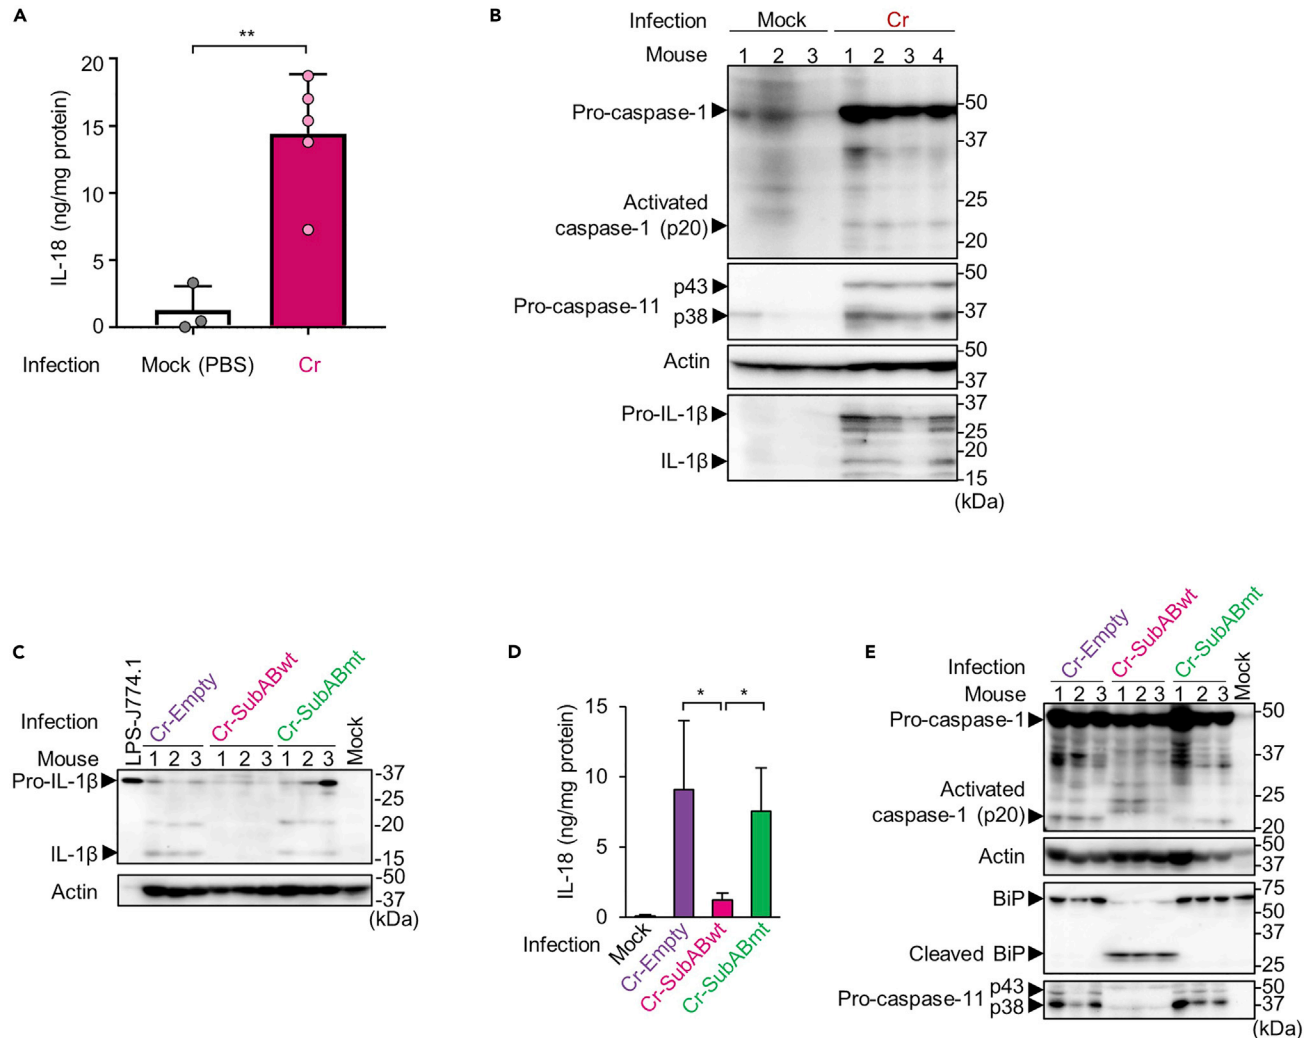 A
**
IL-18 (ng/mg protein)
20
15
10
5
0
Infection Mock (PBS) Cr
B
Infection Mock Cr
Mouse 1 2 3 1 2 3 4
Pro-caspase-1
Activated
caspase-1 (p20)
-50
-37
-25
-20
Pro-caspase-11
p43
p38
-50
-37
Actin
-50
-37
Pro-IL-1β
IL-1β
-37
-25
-20
-15
(kDa)
C
Infection
LPS-J774.1
Cr-Empty
Cr-SubABwt
Cr-SubABmt
Mock
Mouse 1 2 3 1 2 3 1 2 3
Pro-IL-1β
IL-1β
-37
-25
-20
-15
Actin
-50
-37
(kDa)
D
* *
IL-18 (ng/mg protein)
15
10
5
0
Infection
Mock
Cr-Empty
Cr-SubABwt
Cr-SubABmt
E
Infection
Cr-Empty
Cr-SubABwt
Cr-SubABmt
Mock
Mouse 1 2 3 1 2 3 1 2 3
Pro-caspase-1
Activated
caspase-1 (p20)
-50
-37
-25
-20
Actin
-50
-37
BiP
Cleaved BiP
-75
-50
-37
-25
Pro-caspase-11
p43
p38
-50
-37
(kDa)